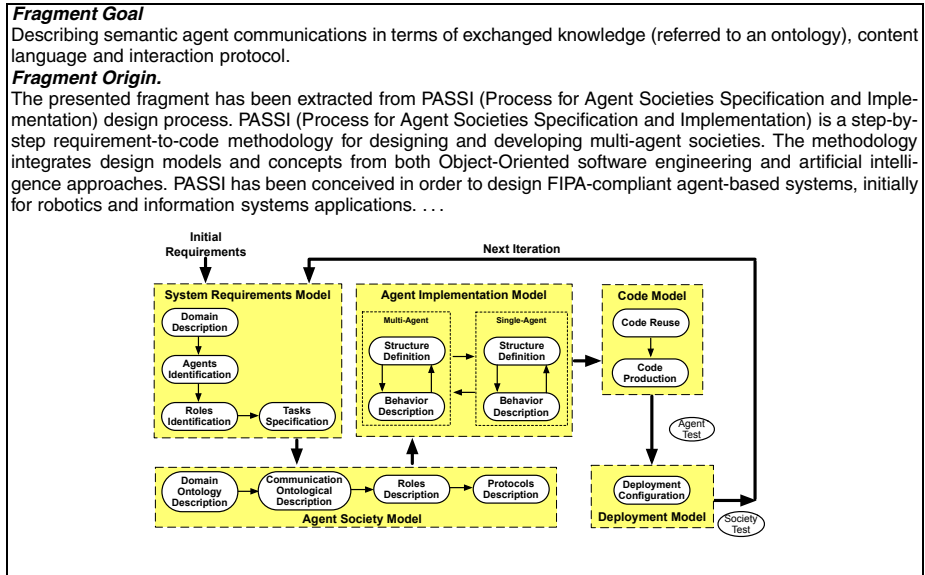 Fragment Goal
Describing semantic agent communications in terms of exchanged knowledge (referred to an ontology), content
language and interaction protocol.
Fragment Origin.
The presented fragment has been extracted from PASSI (Process for Agent Societies Specification and Imple-
mentation) design process. PASSI (Process for Agent Societies Specification and Implementation) is a step-by-
step requirement-to-code methodology for designing and developing multi-agent societies. The methodology
integrates design models and concepts from both Object-Oriented software engineering and artificial intelli-
gence approaches. PASSI has been conceived in order to design FIPA-compliant agent-based systems, initially
for robotics and information systems applications. . . .
Initial
Requirements
Next Iteration
System Requirements Model
Domain
Description
Agents
Identification
Roles
Identification
Tasks
Specification
Agent Implementation Model
Multi-Agent
Structure
Definition
Behavior
Description
Single-Agent
Structure
Definition
Behavior
Description
Code Model
Code Reuse
Code
Production
Agent
Test
Domain
Ontology
Description
Communication
Ontological
Description
Roles
Description
Protocols
Description
Agent Society Model
Deployment
Configuration
Deployment Model
Society
Test